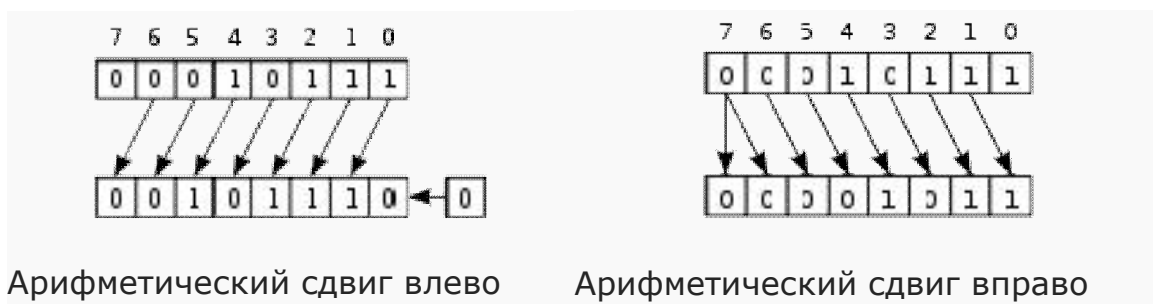 7 6 5 4 3 2 1 0
0 0 0 1 0 1 1 1
0 0 1 0 1 1 1 0 0
Арифметический сдвиг влево
7 6 5 4 3 2 1 0
0 0 0 1 0 1 1 1
0 0 0 0 1 0 1 1
Арифметический сдвиг вправо